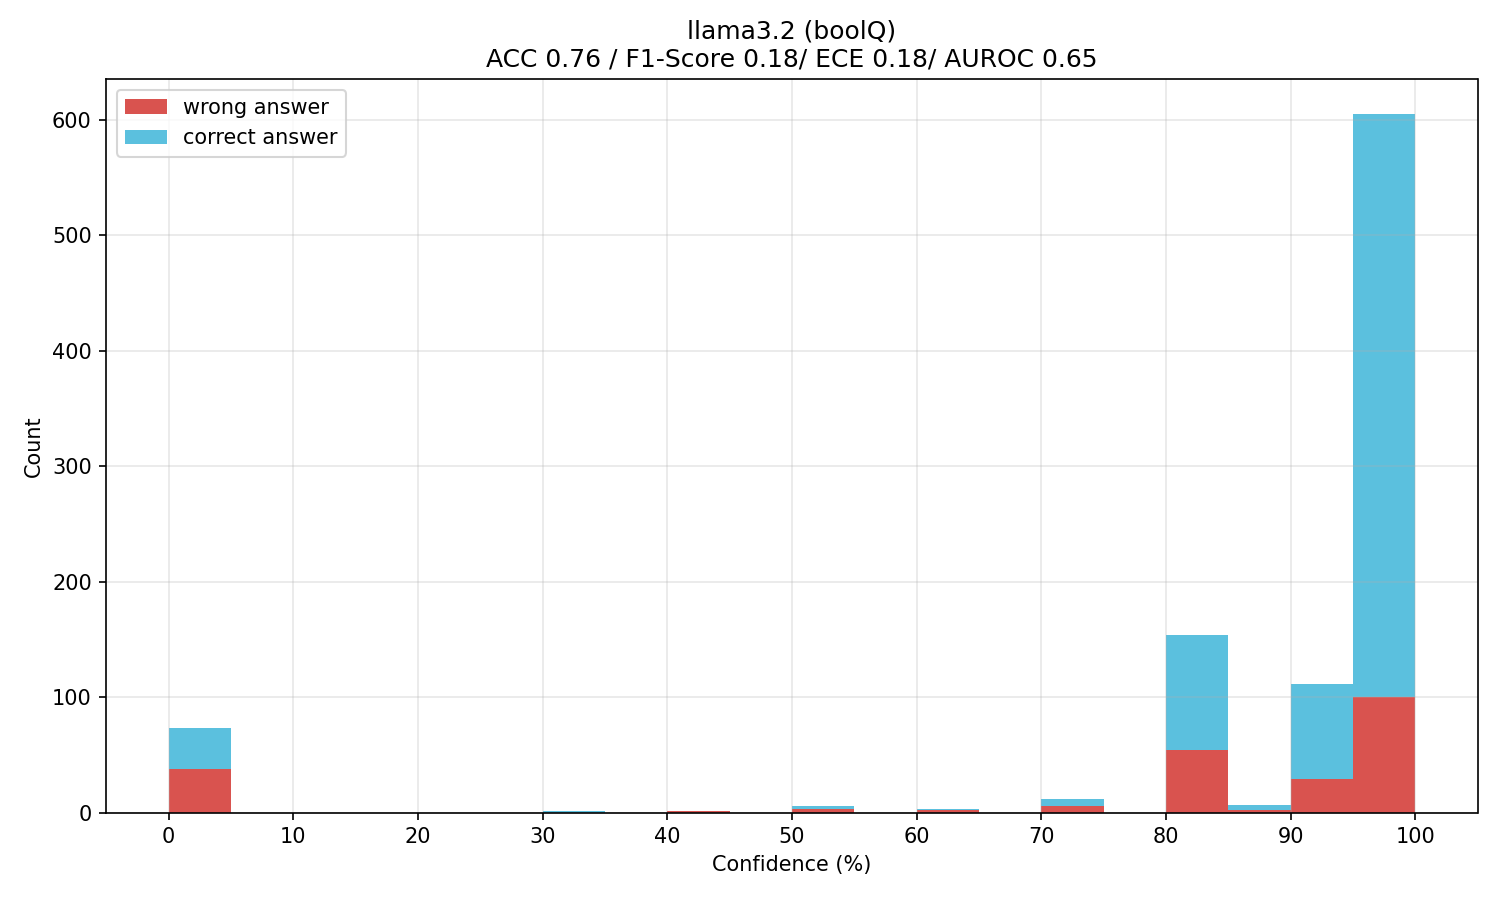 llama3.2 (boolQ)
ACC 0.76 / F1-Score 0.18/ ECE 0.18/ AUROC 0.65
wrong answer
correct answer
600
500
400
300
200
100
0
Count
0 10 20 30 40 50 60 70 80 90 100
Confidence (%)